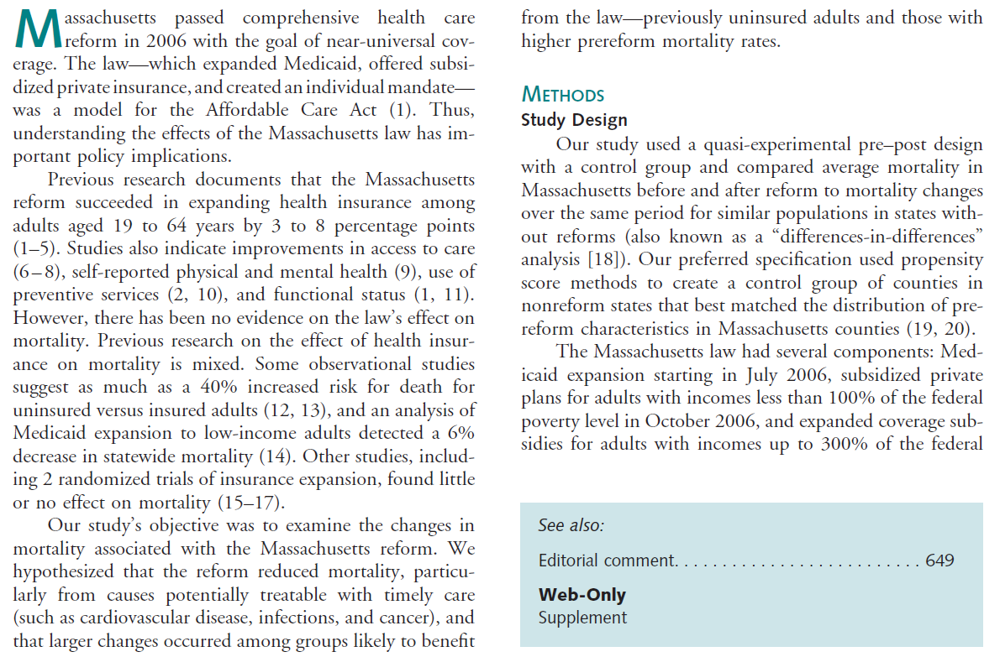 Massachusetts passed comprehensive health care
reform in 2006 with the goal of near-universal cov-
erage. The law—which expanded Medicaid, offered subsi-
dized private insurance, and created an individual mandate—
was a model for the Affordable Care Act (1). Thus,
understanding the effects of the Massachusetts law has im-
portant policy implications.
Previous research documents that the Massachusetts
reform succeeded in expanding health insurance among
adults aged 19 to 64 years by 3 to 8 percentage points
(1–5). Studies also indicate improvements in access to care
(6–8), self-reported physical and mental health (9), use of
preventive services (2, 10), and functional status (1, 11).
However, there has been no evidence on the law's effect on
mortality. Previous research on the effect of health insur-
ance on mortality is mixed. Some observational studies
suggest as much as a 40% increased risk for death for
uninsured versus insured adults (12, 13), and an analysis of
Medicaid expansion to low-income adults detected a 6%
decrease in statewide mortality (14). Other studies, includ-
ing 2 randomized trials of insurance expansion, found little
or no effect on mortality (15–17).
Our study's objective was to examine the changes in
mortality associated with the Massachusetts reform. We
hypothesized that the reform reduced mortality, particu-
larly from causes potentially treatable with timely care
(such as cardiovascular disease, infections, and cancer), and
that larger changes occurred among groups likely to benefit
from the law—previously uninsured adults and those with
higher prereform mortality rates.
METHODS
Study Design
Our study used a quasi-experimental pre–post design
with a control group and compared average mortality in
Massachusetts before and after reform to mortality changes
over the same period for similar populations in states with-
out reforms (also known as a “differences-in-differences”
analysis [18]). Our preferred specification used propensity
score methods to create a control group of counties in
nonreform states that best matched the distribution of pre-
reform characteristics in Massachusetts counties (19, 20).
The Massachusetts law had several components: Med-
icaid expansion starting in July 2006, subsidized private
plans for adults with incomes less than 100% of the federal
poverty level in October 2006, and expanded coverage sub-
sidies for adults with incomes up to 300% of the federal
See also:
Editorial comment. . . . . . . . . . . . . . . . . . . . . . . . . . 649
Web-Only
Supplement